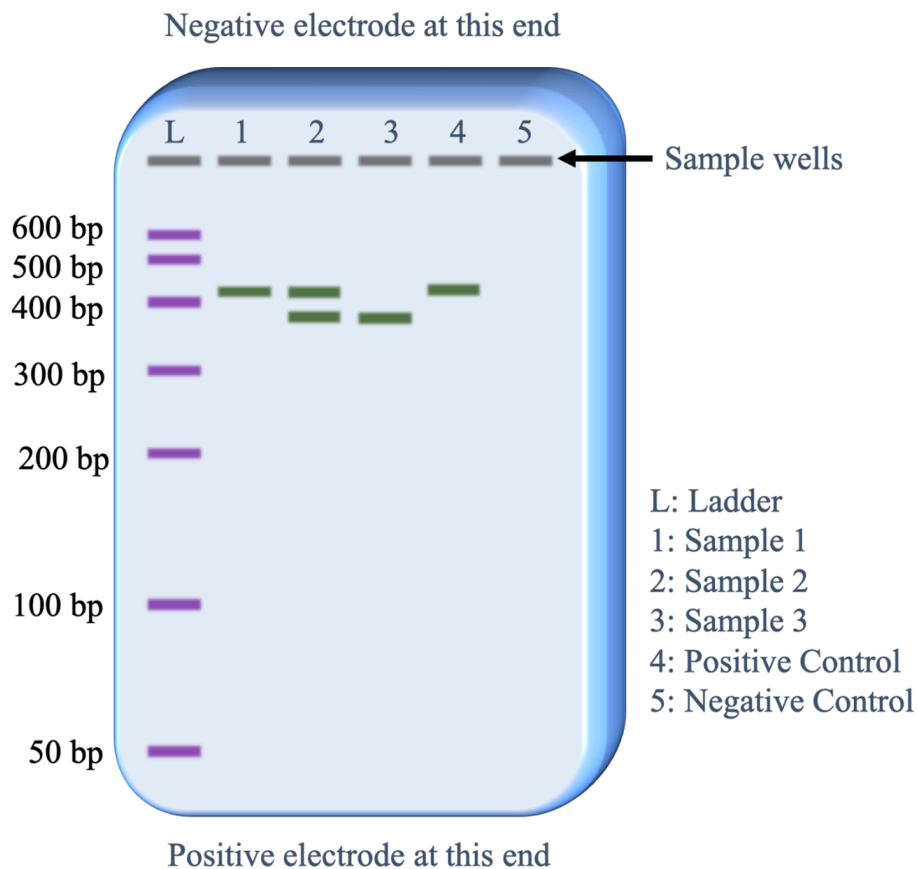 Negative electrode at this end
L 1 2 3 4 5
Sample wells
600 bp
500 bp
400 bp
300 bp
200 bp
100 bp
50 bp
L: Ladder
1: Sample 1
2: Sample 2
3: Sample 3
4: Positive Control
5: Negative Control
Positive electrode at this end